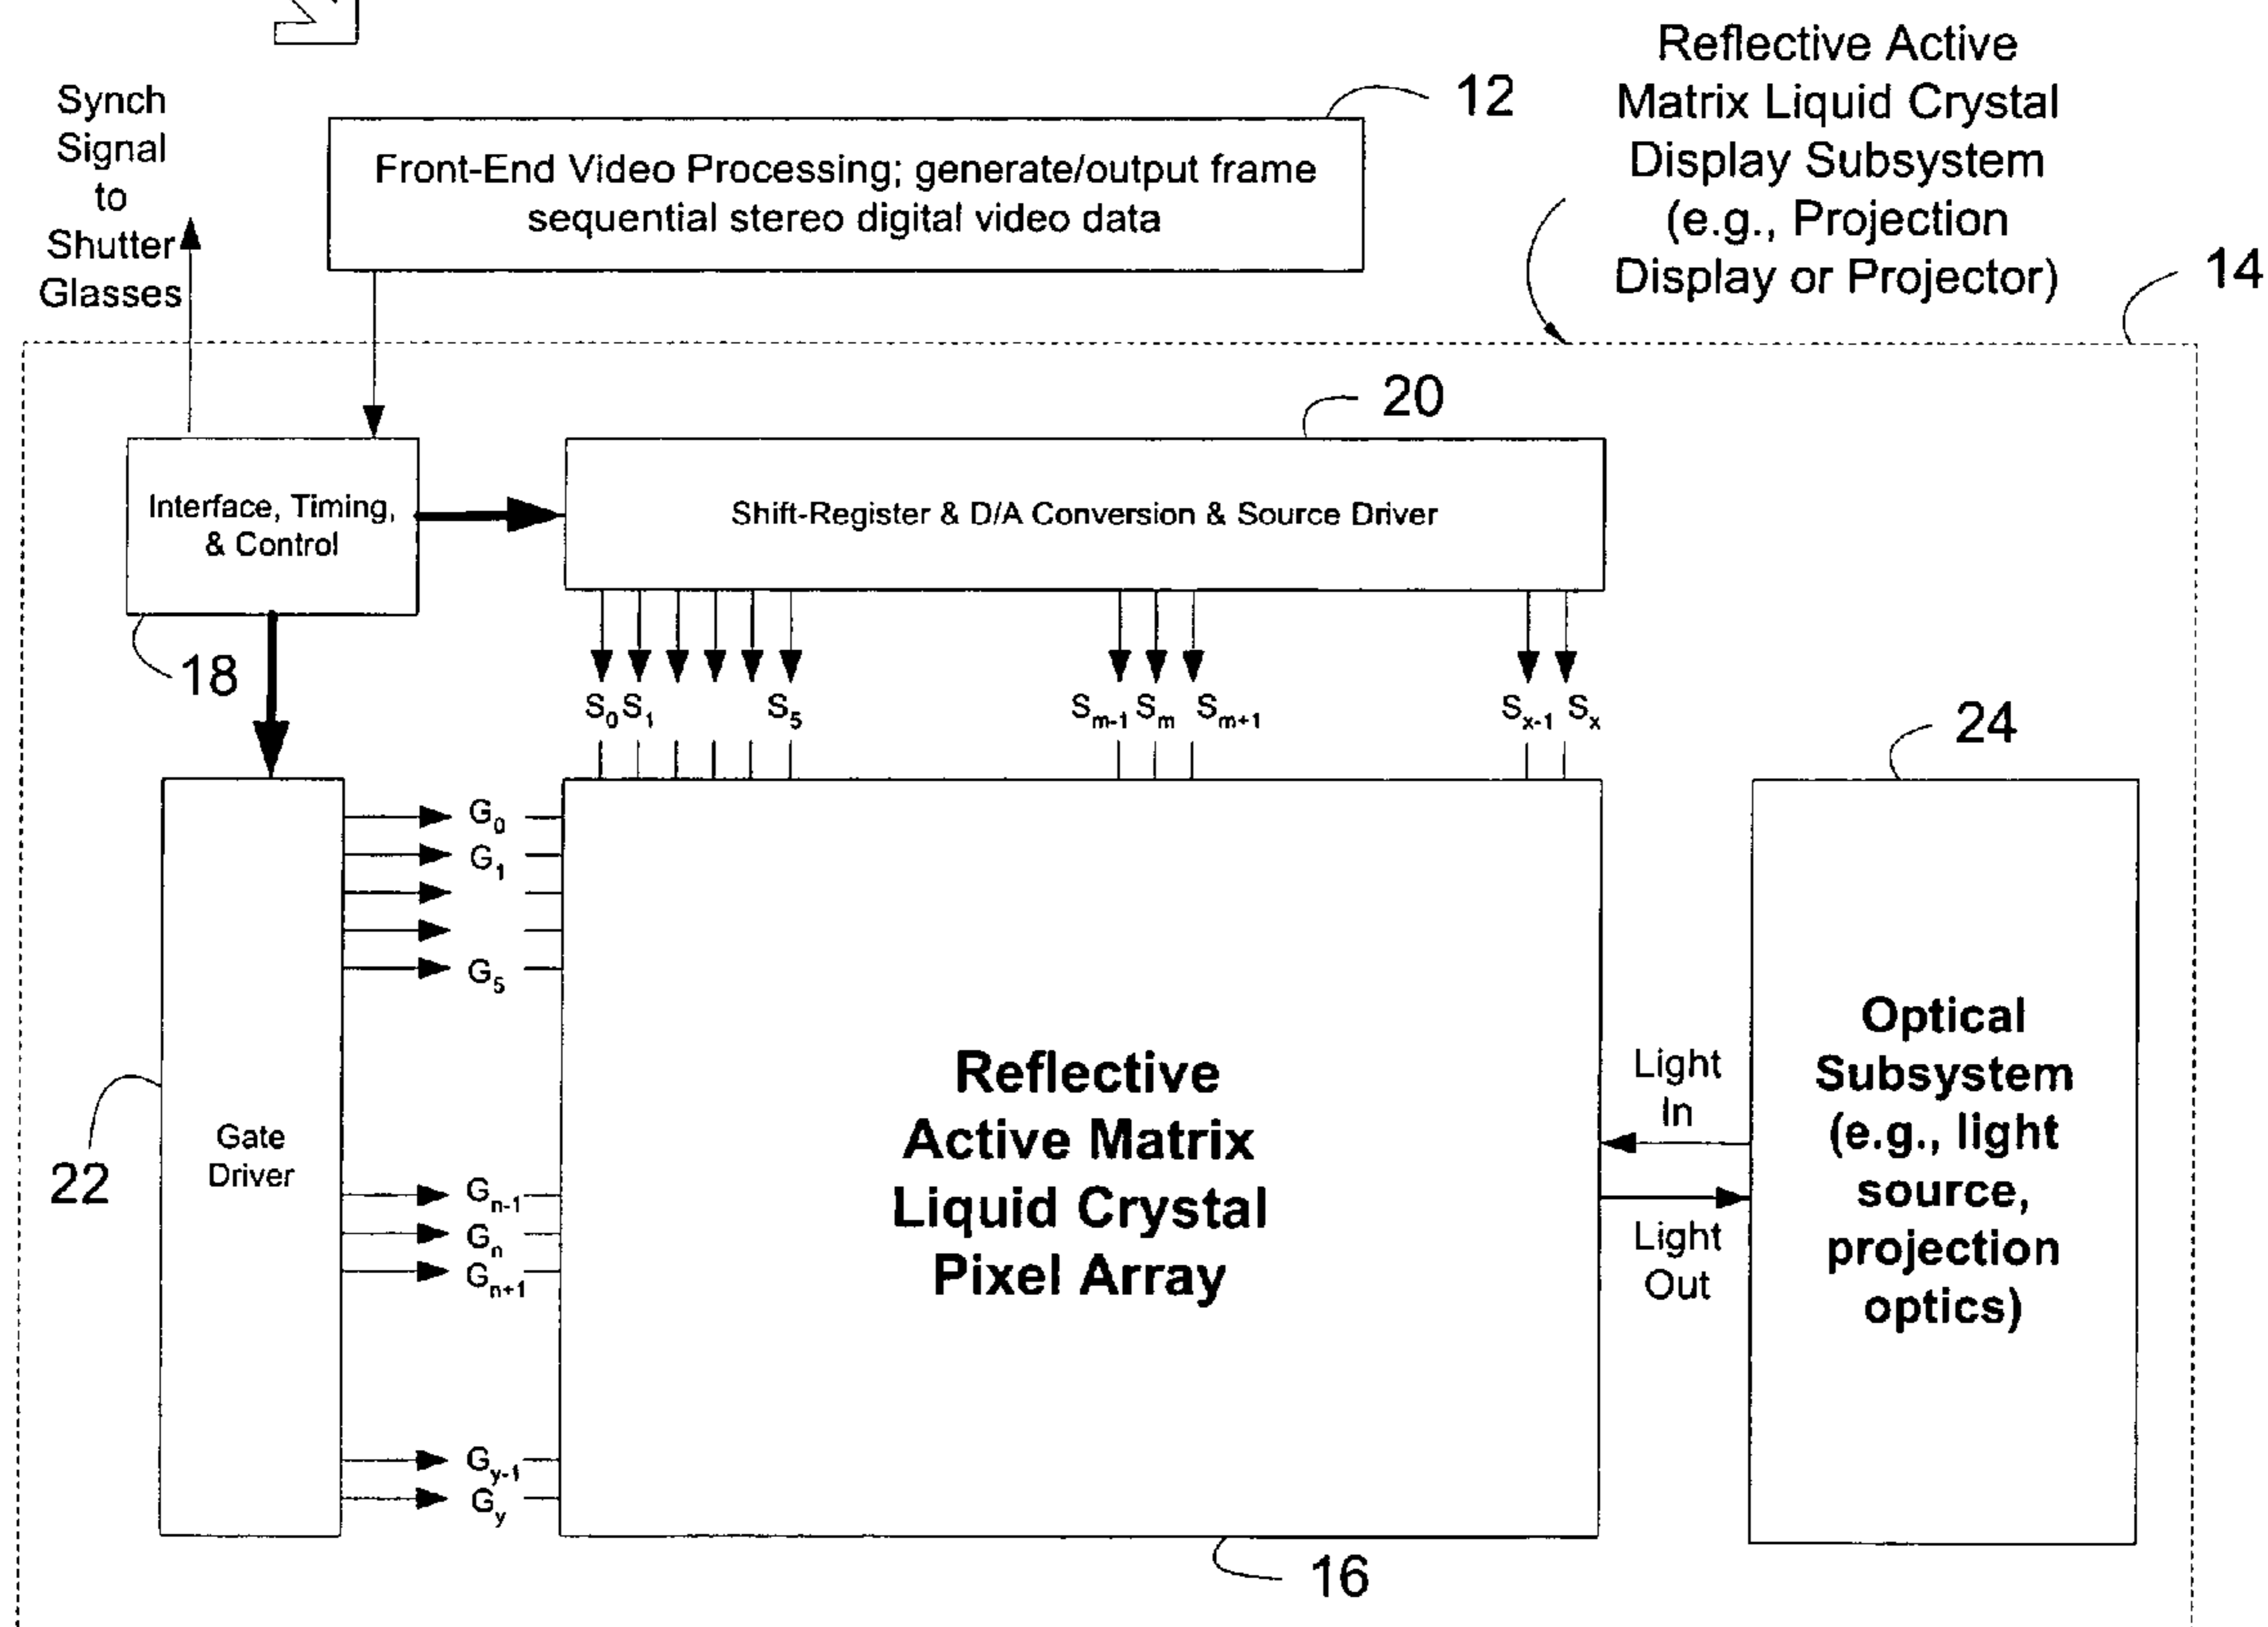 Synch
Signal
to
Shutter
Glasses
12
Front-End Video Processing; generate/output frame
sequential stereo digital video data
Reflective Active
Matrix Liquid Crystal
Display Subsystem
(e.g., Projection
Display or Projector)
14
20
Interface, Timing,
& Control
Shift-Register & D/A Conversion & Source Driver
18
S0 S1 S5 Sm-1 Sm Sm+1 Sx-1 Sx
24
G0
G1
G5
Gn-1
Gn
Gn+1
Gy-1
Gy
22
Gate
Driver
Reflective
Active Matrix
Liquid Crystal
Pixel Array
16
Light
In
Light
Out
Optical
Subsystem
(e.g., light
source,
projection
optics)